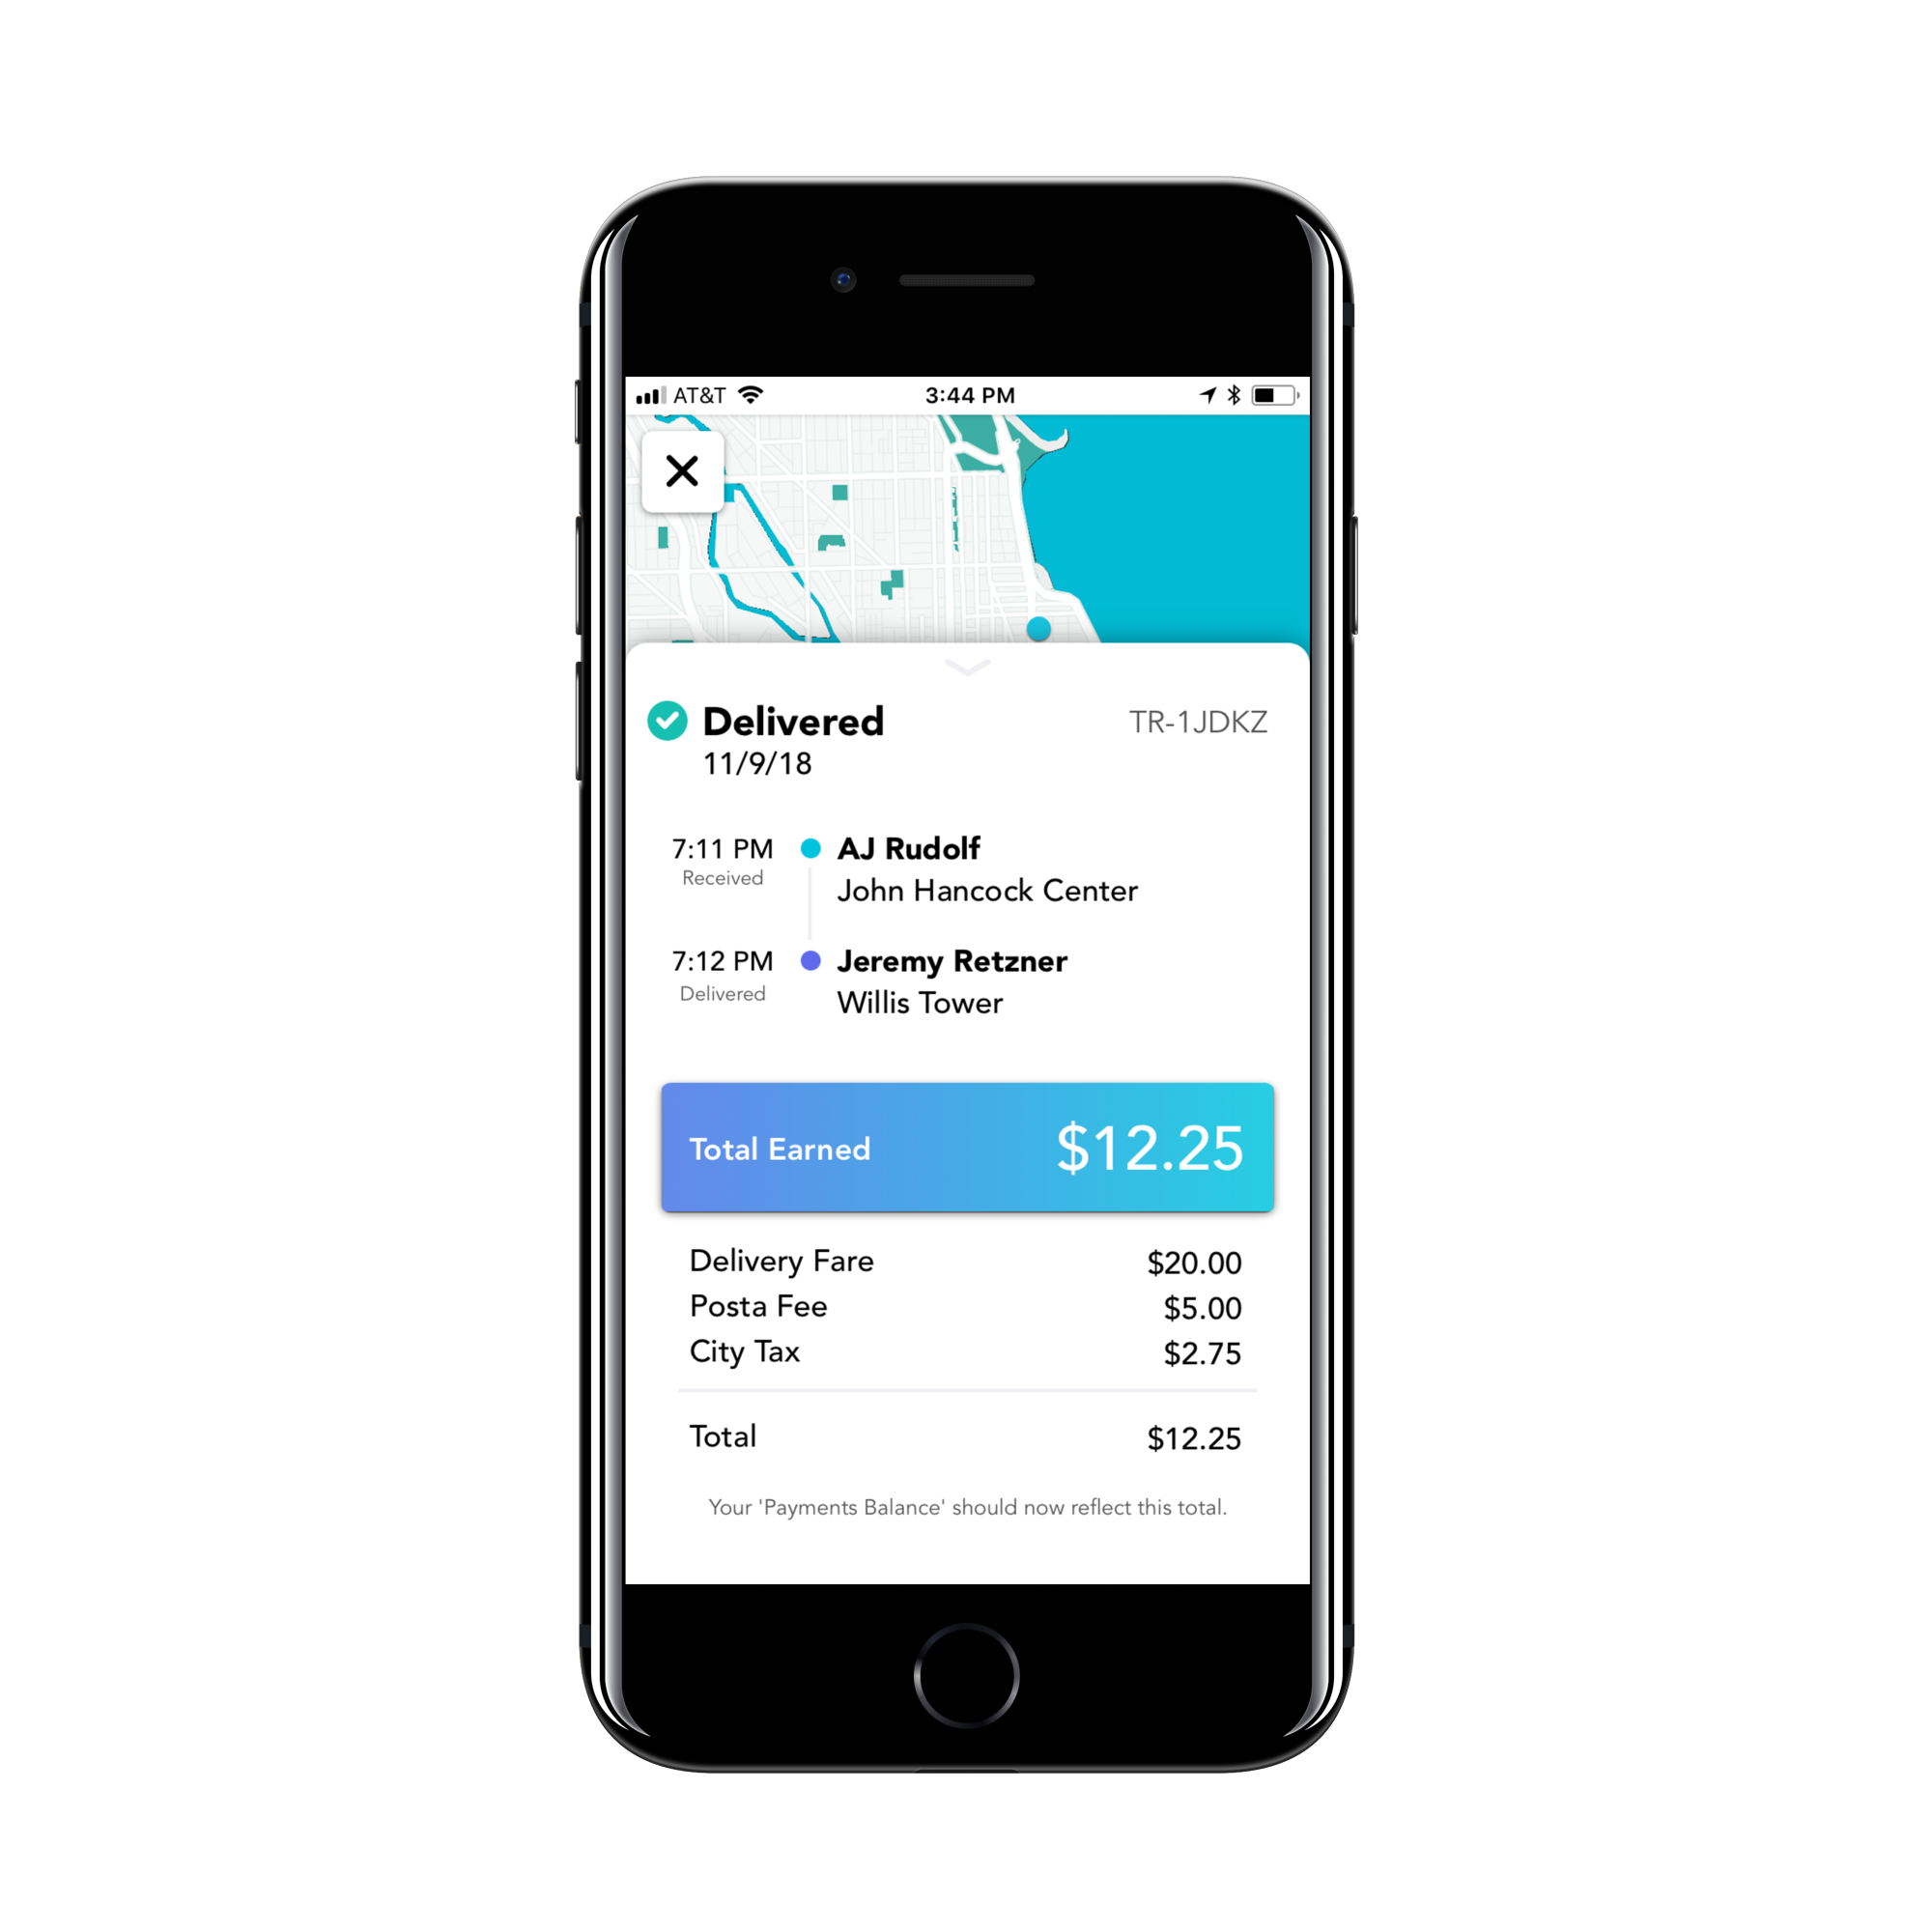 AT&T 3:44 PM
Delivered TR-1JDKZ
11/9/18
7:11 PM AJ Rudolf
Received John Hancock Center
7:12 PM Jeremy Retzner
Delivered Willis Tower
Total Earned $12.25
Delivery Fare $20.00
Posta Fee $5.00
City Tax $2.75
Total $12.25
Your 'Payments Balance' should now reflect this total.